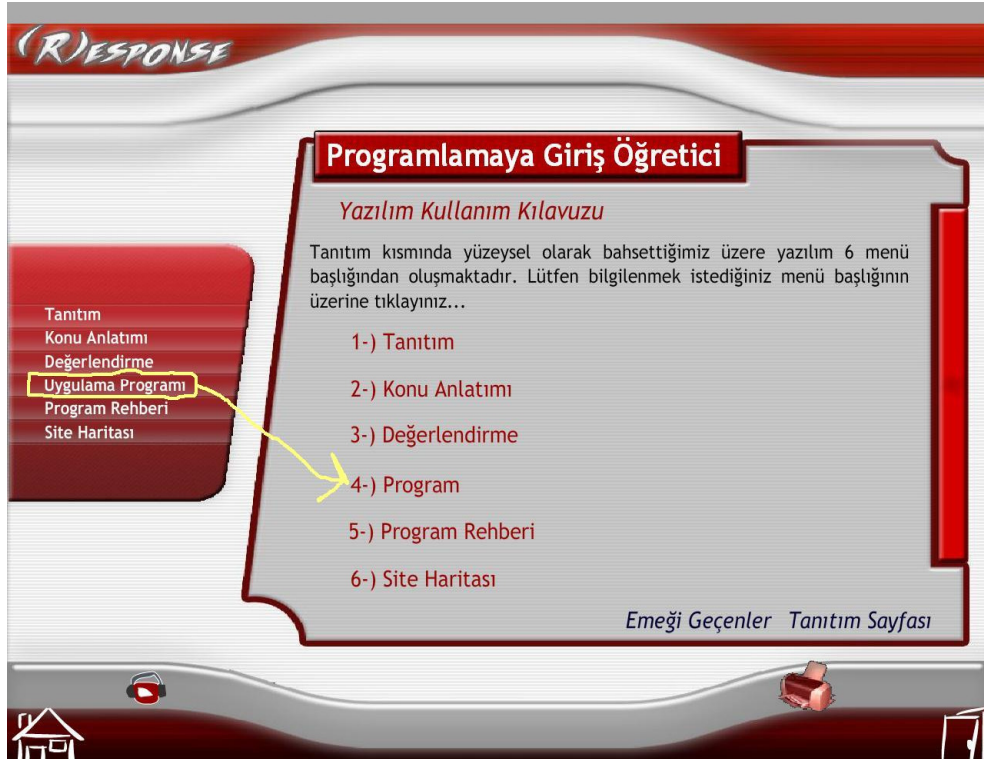 (R)ESPONSE
Programlamaya Giriş Öğretici
Yazılım Kullanım Kılavuzu
Tanıtım kısmında yüzeysel olarak bahsettiğimiz üzere yazılım 6 menü
başlığından oluşmaktadır. Lütfen bilgilenmek istediğiniz menü başlığının
üzerine tıklayınız...
Tanıtım
Konu Anlatımı
Değerlendirme
Uygulama Programı
Program Rehberi
Site Haritası
1-) Tanıtım
2-) Konu Anlatımı
3-) Değerlendirme
4-) Program
5-) Program Rehberi
6-) Site Haritası
Emeği Geçenler Tanıtım Sayfası